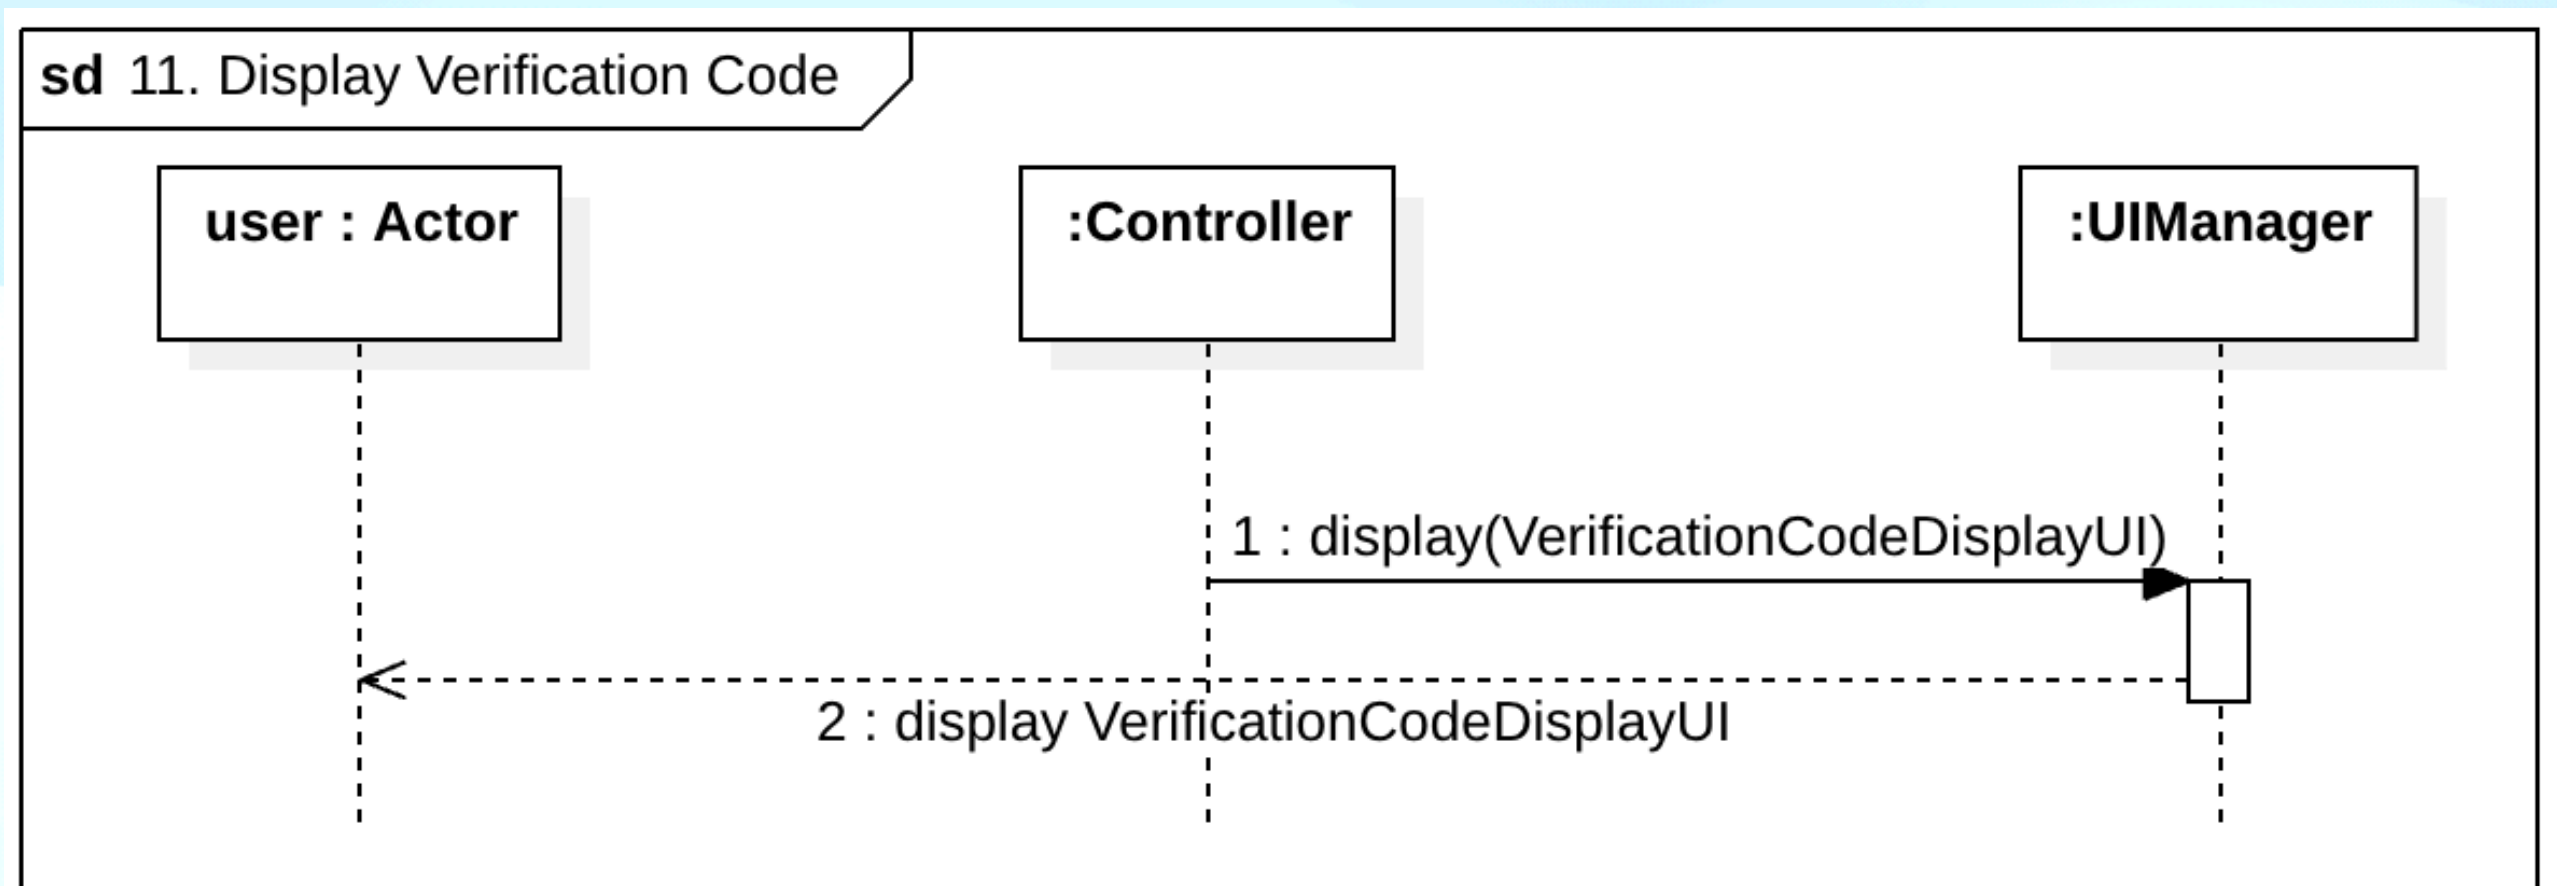 sd 11. Display Verification Code
user : Actor
:Controller
:UIManager
1 : display(VerificationCodeDisplayUI)
2 : display VerificationCodeDisplayUI